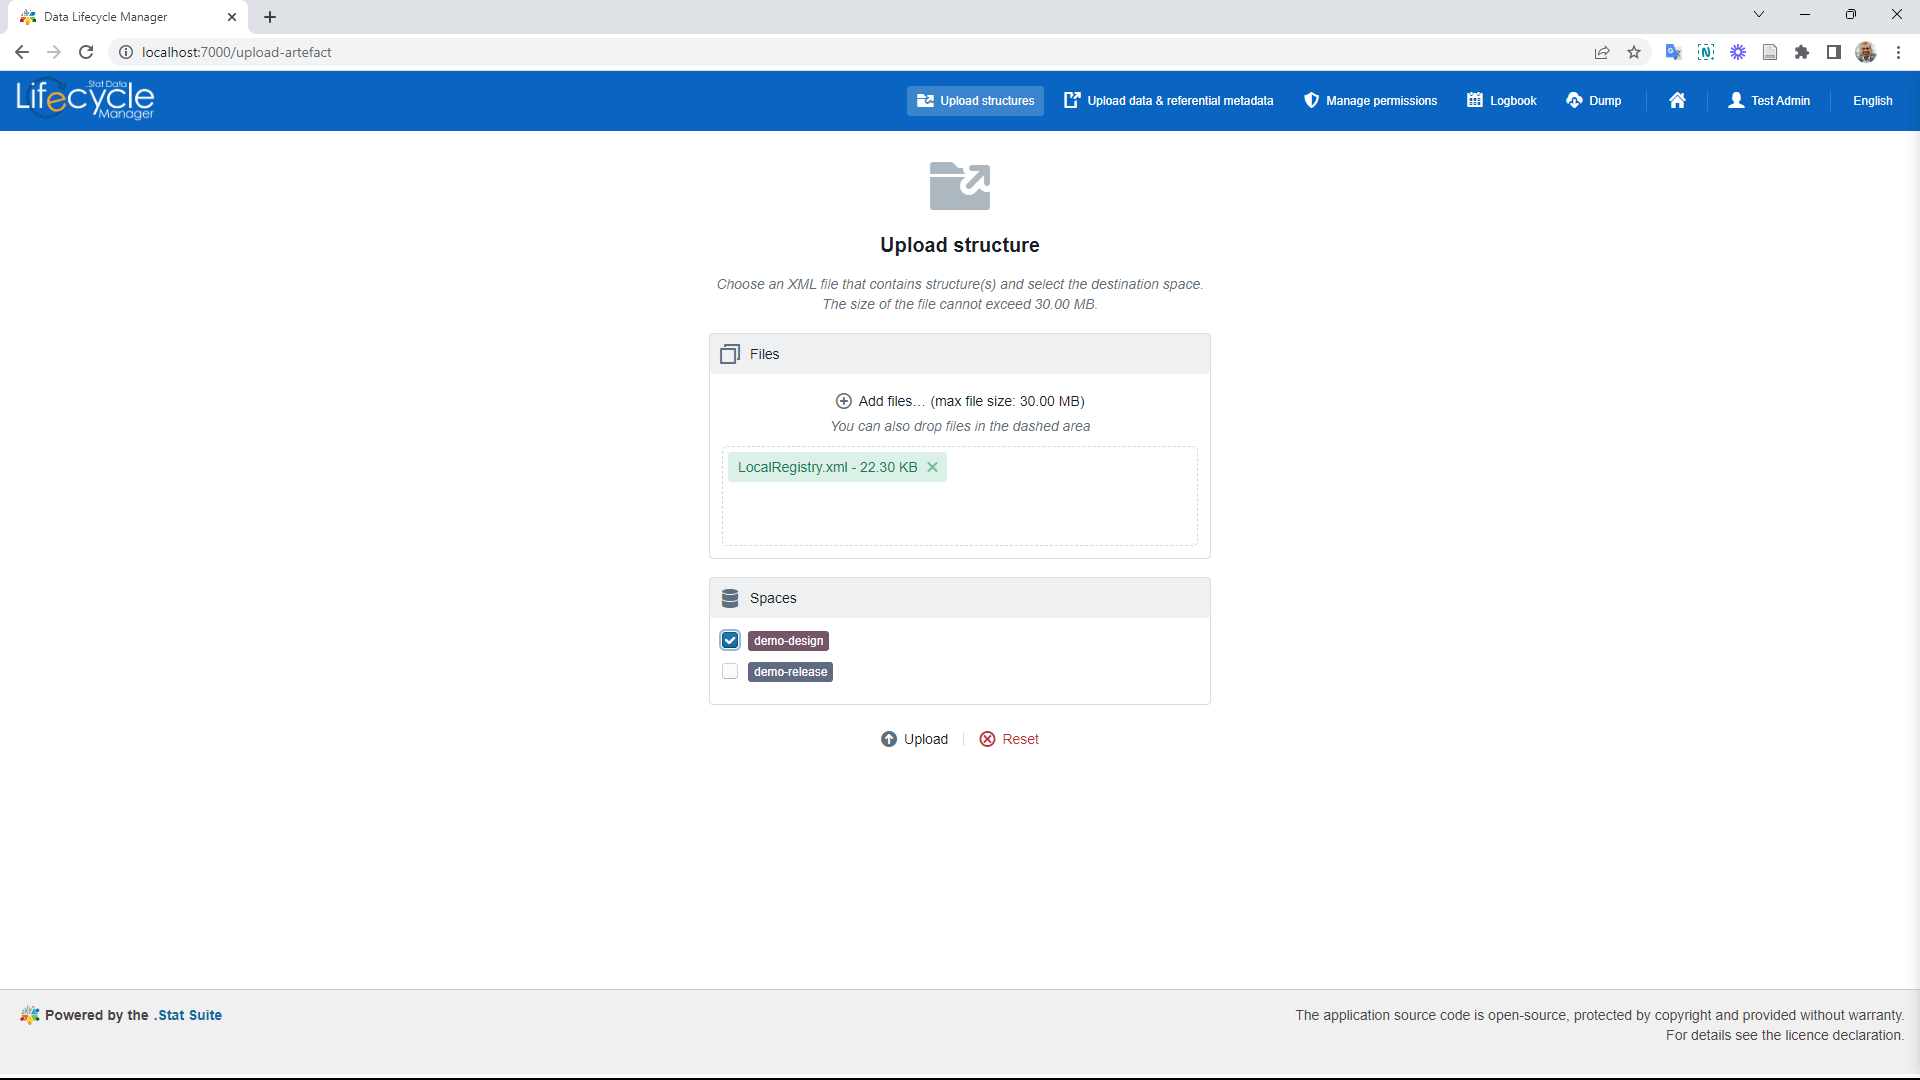 Data Lifecycle Manager
localhost:7000/upload-artefact
.Stat Data
Lifecycle
Manager
Upload structures
Upload data & referential metadata
Manage permissions
Logbook
Dump
Test Admin
English
Upload structure
Choose an XML file that contains structure(s) and select the destination space.
The size of the file cannot exceed 30.00 MB.
Files
Add files... (max file size: 30.00 MB)
You can also drop files in the dashed area
LocalRegistry.xml - 22.30 KB
Spaces
demo-design
demo-release
Upload
Reset
Powered by the .Stat Suite
The application source code is open-source, protected by copyright and provided without warranty.
For details see the licence declaration.